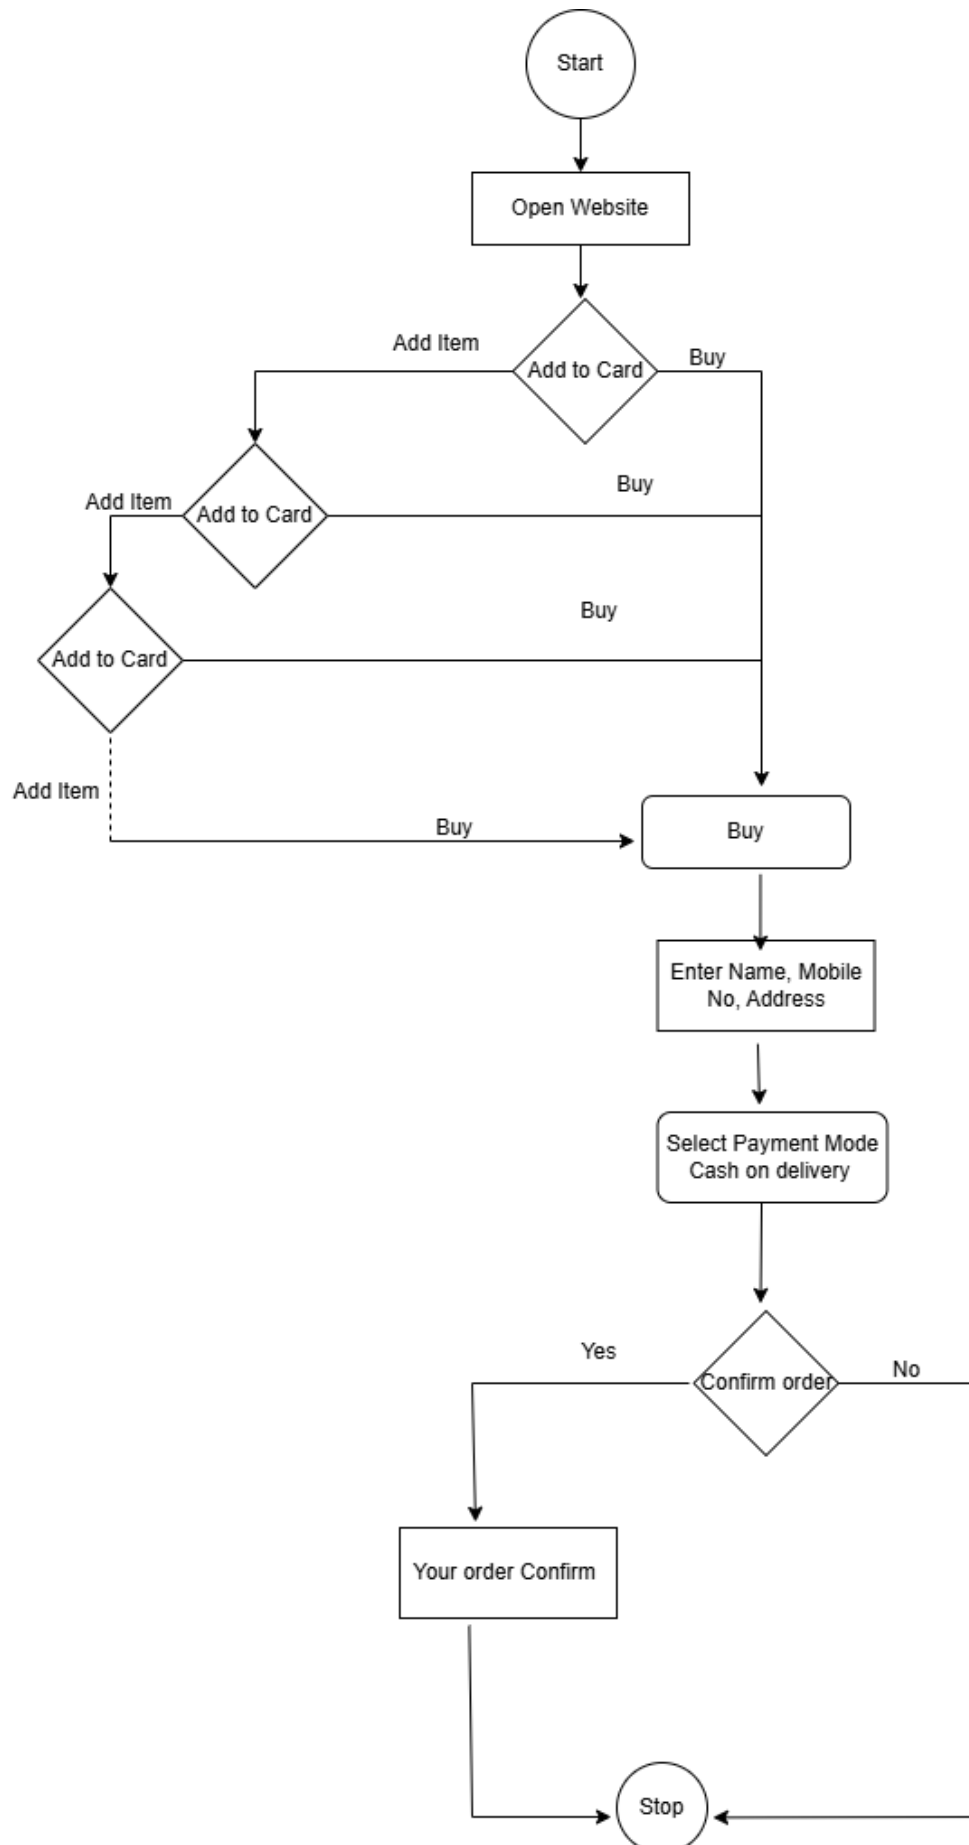 Start
Open Website
Add Item
Add to Card
Buy
Add Item
Add to Card
Buy
Add to Card
Buy
Add Item
Buy
Buy
Enter Name, Mobile
No, Address
Select Payment Mode
Cash on delivery
Yes
Confirm order
No
Your order Confirm
Stop